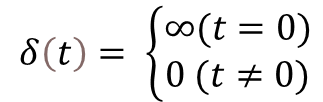 δ(t) = {∞(t = 0)
0 (t ≠ 0)